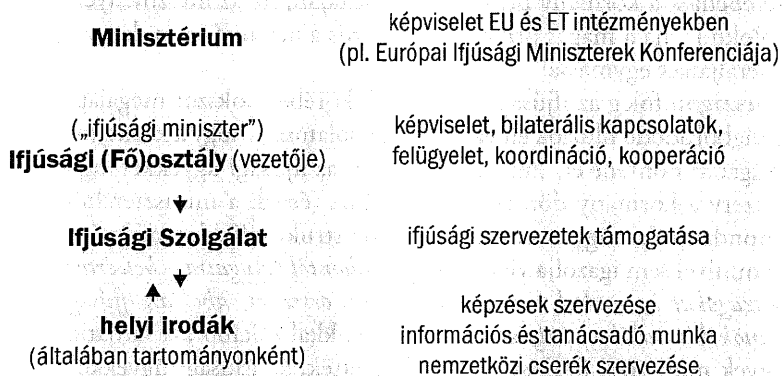 Minisztérium
képviselet EU és ET intézményekben
(pl. Európai Ifjúsági Miniszterek Konferenciája)
(„ifjúsági miniszter”)
Ifjúsági (Fő)osztály (vezetője)
képviselet, bilaterális kapcsolatok,
felügyelet, koordináció, kooperáció
Ifjúsági Szolgálat
ifjúsági szervezetek támogatása
helyi irodák
(általában tartományonként)
képzések szervezése
információs és tanácsadó munka
nemzetközi cserék szervezése